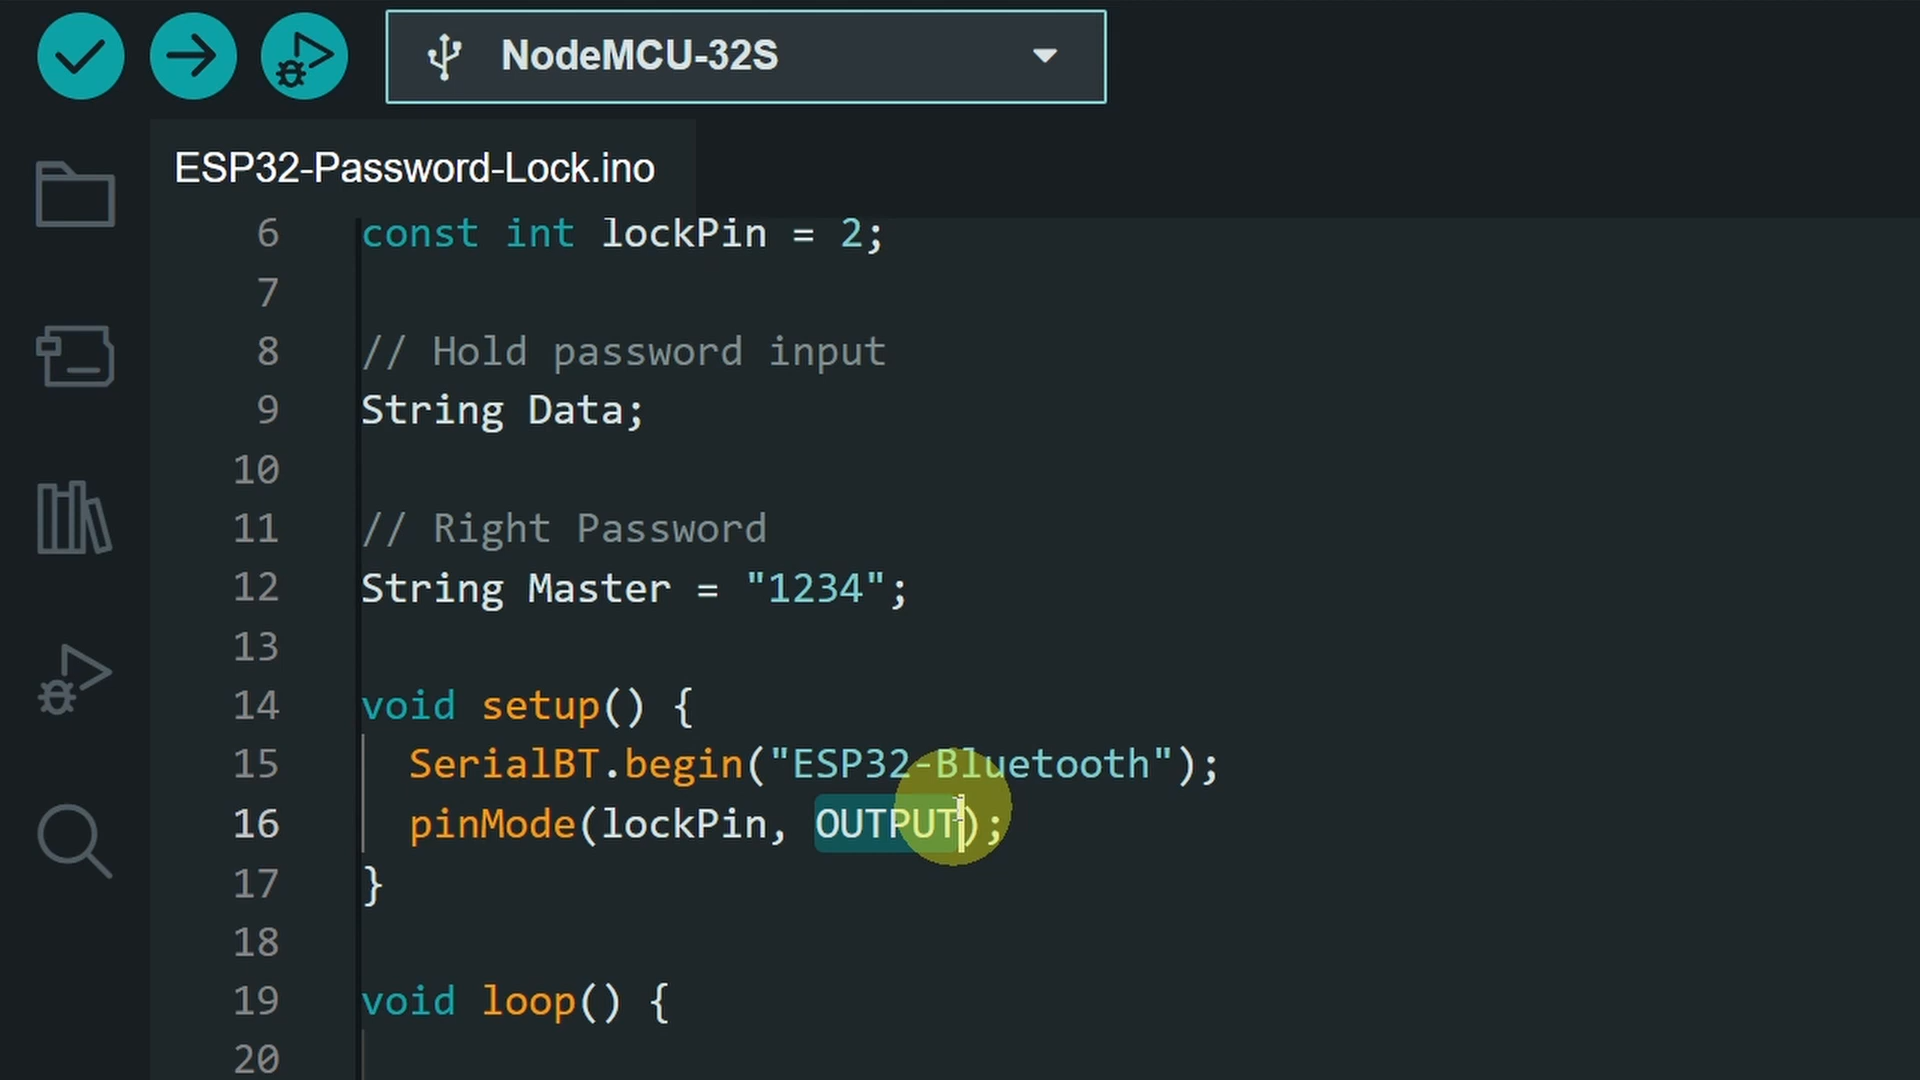 NodeMCU-32S
ESP32-Password-Lock.ino
6 const int lockPin = 2;
7
8 // Hold password input
9 String Data;
10
11 // Right Password
12 String Master = "1234";
13
14 void setup() {
15 SerialBT.begin("ESP32-Bluetooth");
16 pinMode(lockPin, OUTPUT);
17 }
18
19 void loop() {
20